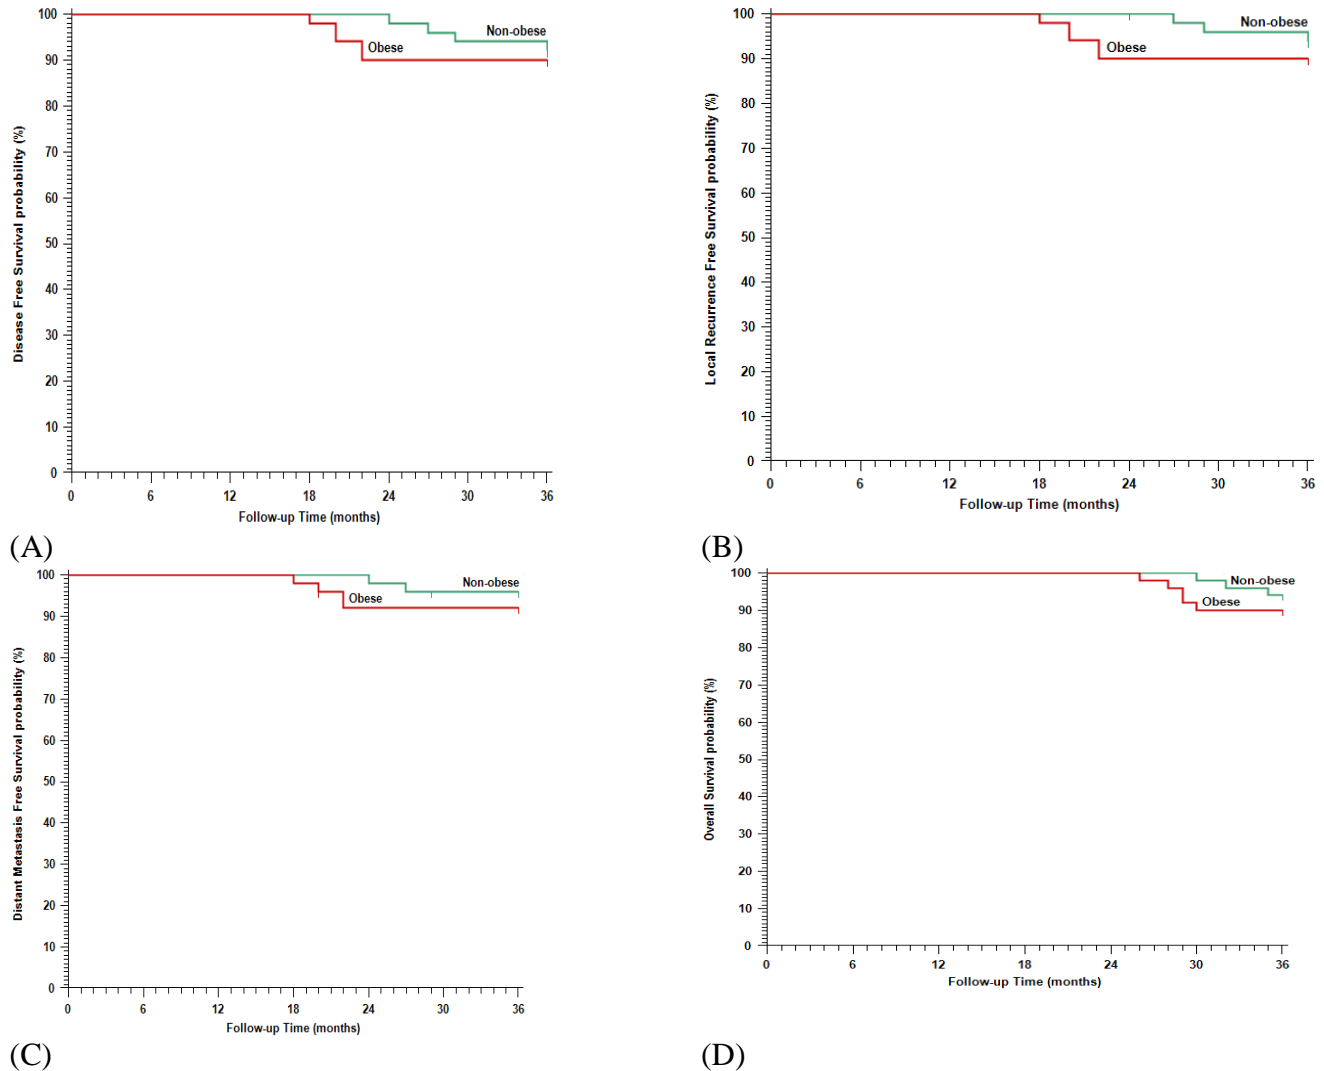 Disease Free Survival probability (%)
100
90
80
70
60
50
40
30
20
10
0
Non-obese
Obese
0 6 12 18 24 30 36
Follow-up Time (months)
(A)
Local Recurrence Free Survival probability (%)
100
90
80
70
60
50
40
30
20
10
0
Non-obese
Obese
0 6 12 18 24 30 36
Follow-up Time (months)
(B)
Distant Metastasis Free Survival probability (%)
100
90
80
70
60
50
40
30
20
10
0
Non-obese
Obese
0 6 12 18 24 30 36
Follow-up Time (months)
(C)
Overall Survival probability (%)
100
90
80
70
60
50
40
30
20
10
0
Non-obese
Obese
0 6 12 18 24 30 36
Follow-up Time (months)
(D)